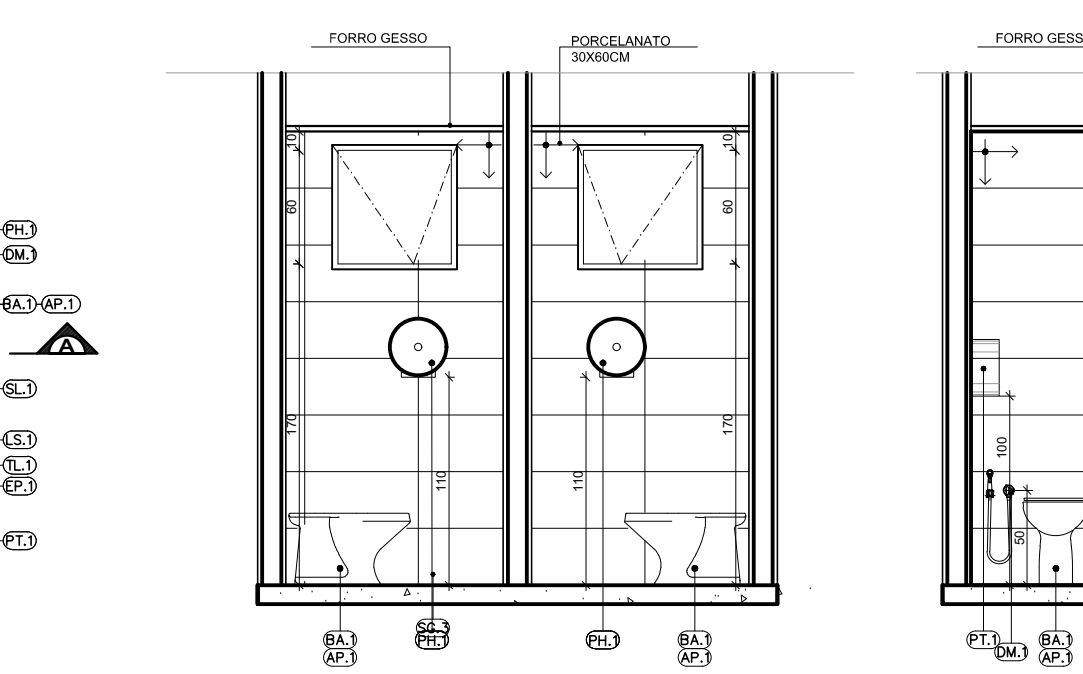 FORRO GESSO
PORCELANATO
30X60CM
FORRO GESS
10
10
60
60
PH.1
DM.1
BA.1 AP.1
A
SL.1
LS.1
TL.1
EP.1
PT.1
170
110
110
170
100
50
SG.3
BA.1
AP.1
PH.1
PH.1
BA.1
AP.1
PT.1
DM.1
BA.1
AP.1